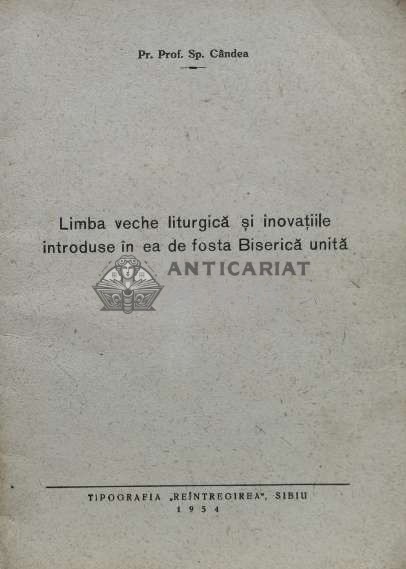 Pr. Prof. Sp. Cândea
Limba veche liturgică și inovațiile
introduse în ea de fosta Biserică unită
ANTICARIAT
TIPOGRAFIA „REÎNTREGIREA", SIBIU
1954